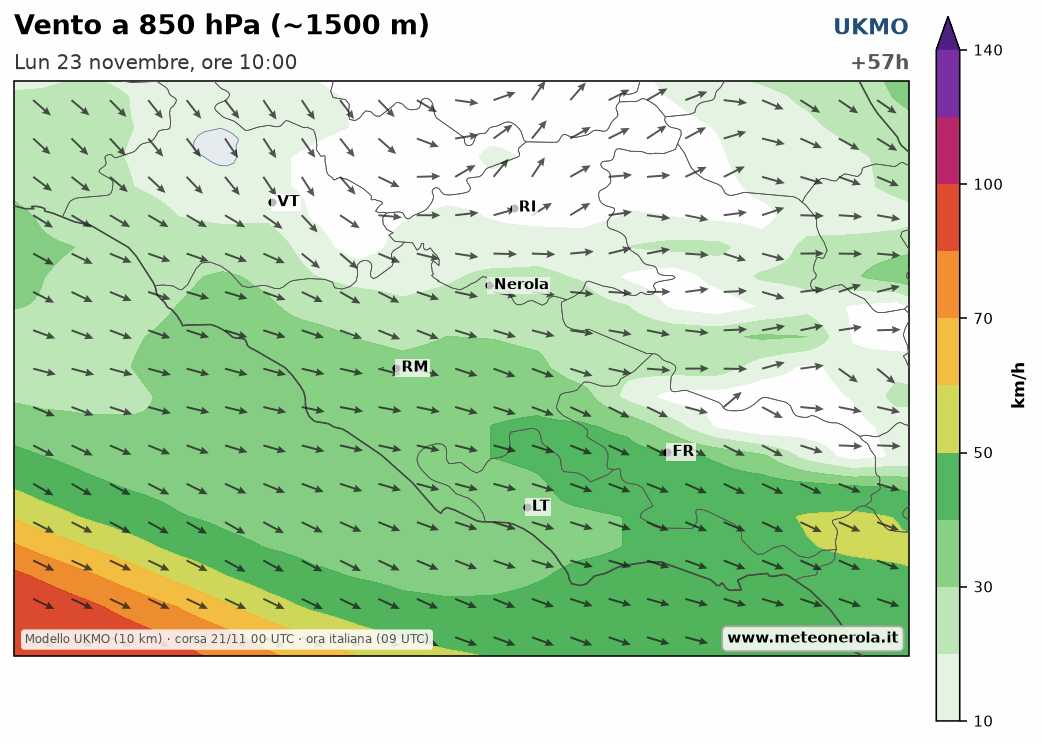 Vento a 850 hPa (~1500 m)
UKMO
Lun 23 novembre, ore 10:00
+57h
VT
RI
Nerola
RM
FR
LT
Modello UKMO (10 km) · corsa 21/11 00 UTC · ora italiana (09 UTC)
www.meteonerola.it
140
100
70
50
30
10
km/h